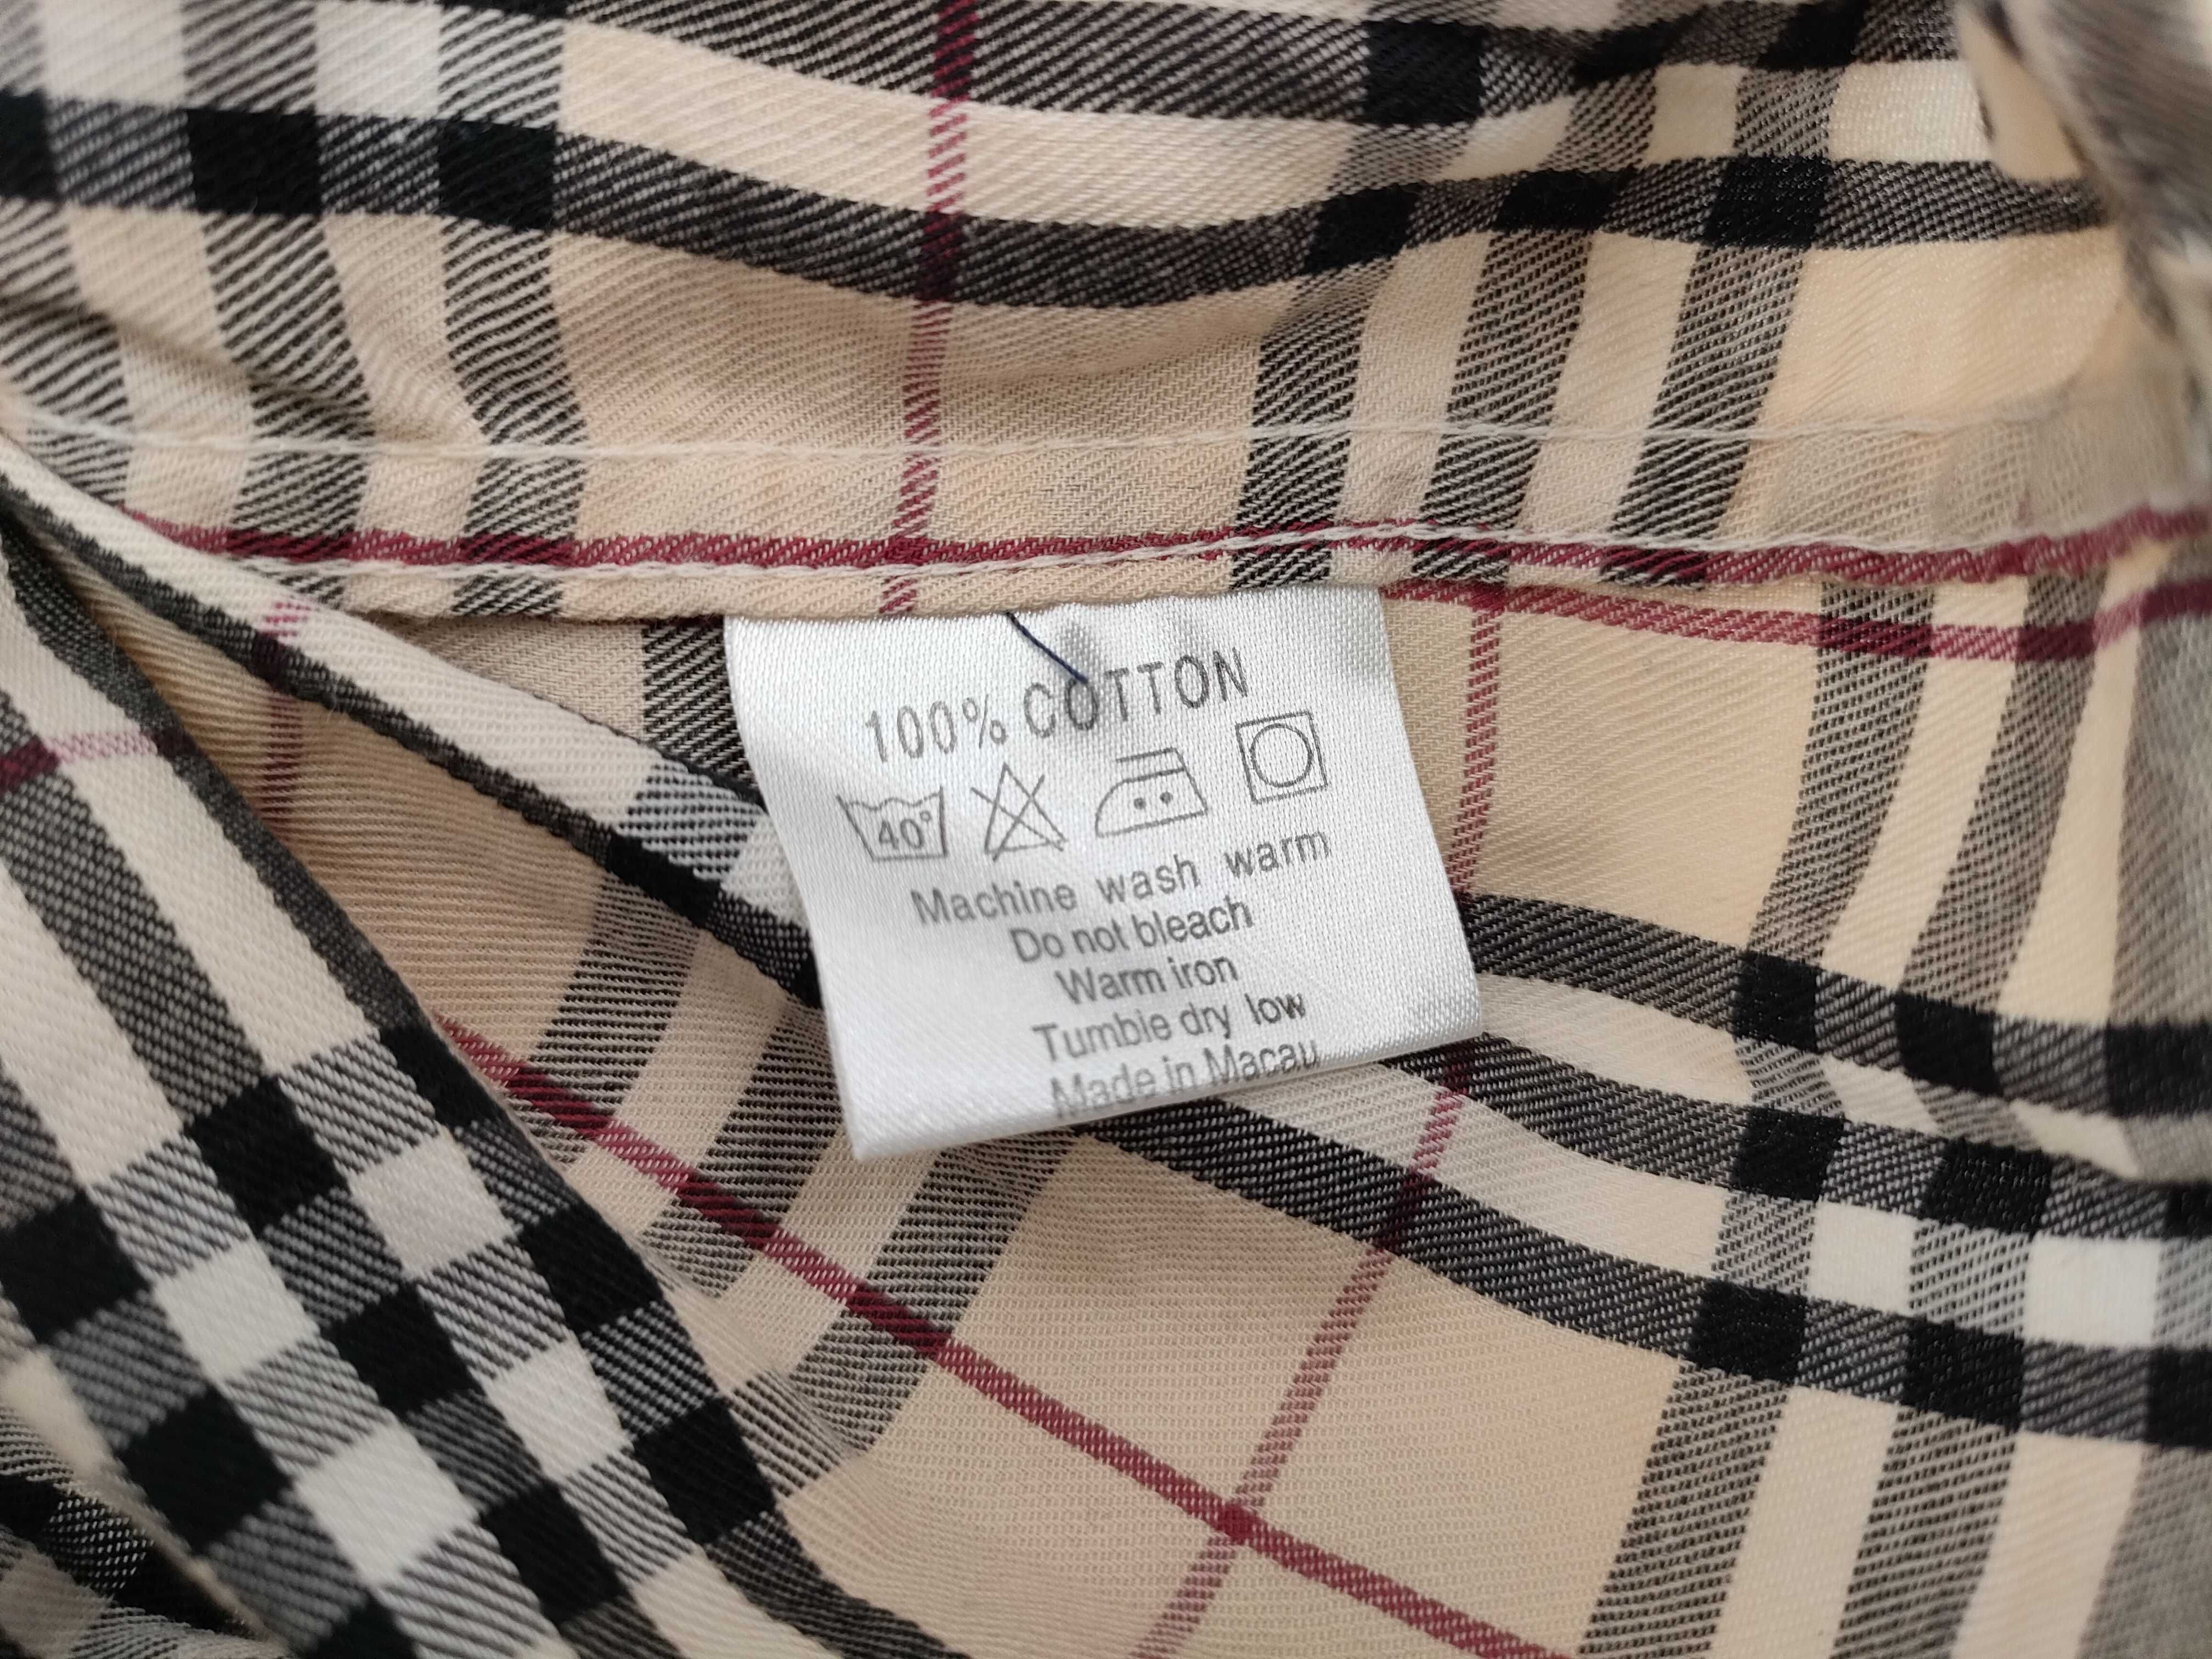 100% COTTON
40°
Machine wash warm
Do not bleach
Warm iron
Tumbie dry low
Made in Macau